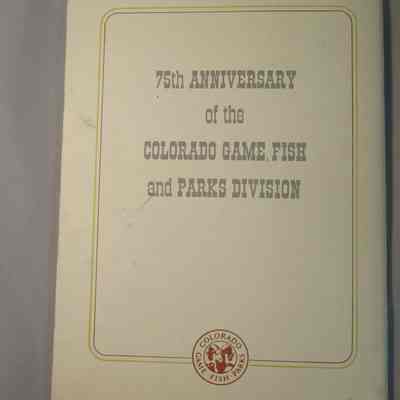 75th ANNIVERSARY
of the
COLORADO GAME, FISH
and PARKS DIVISION
COLORADO
GAME FISH PARKS